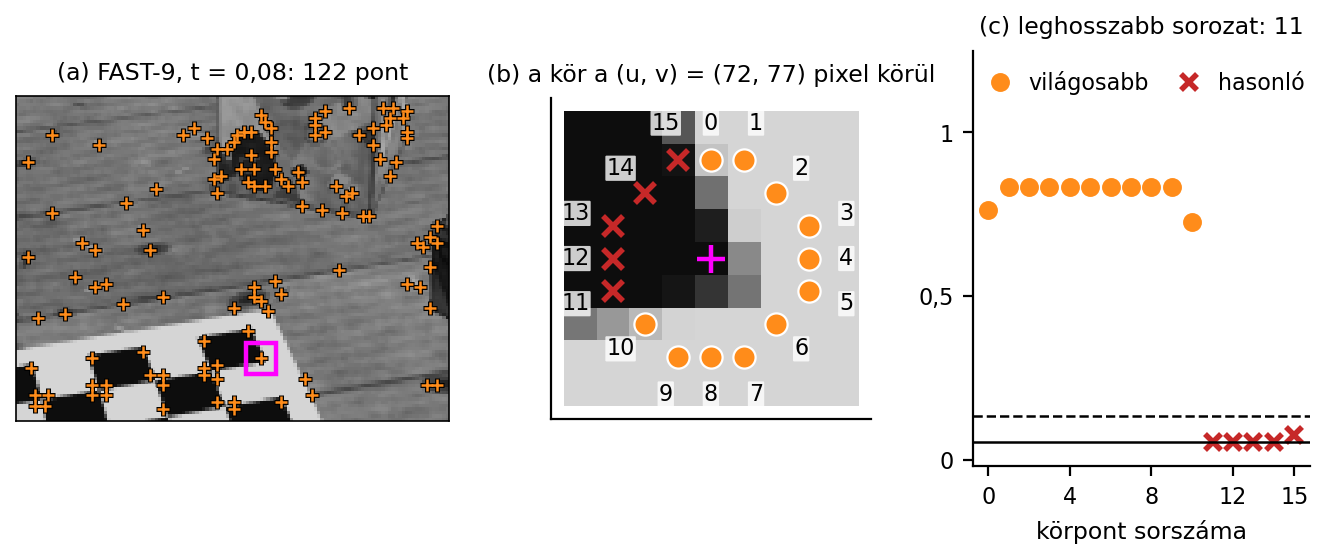 (a) FAST-9, t = 0,08: 122 pont
(b) a kör a (u, v) = (72, 77) pixel körül
15 0 1
14 2
13 3
12 4
11 5
10 6
9 8 7
(c) leghosszabb sorozat: 11
világosabb hasonló
1
0,5
0
0 4 8 12 15
körpont sorszáma